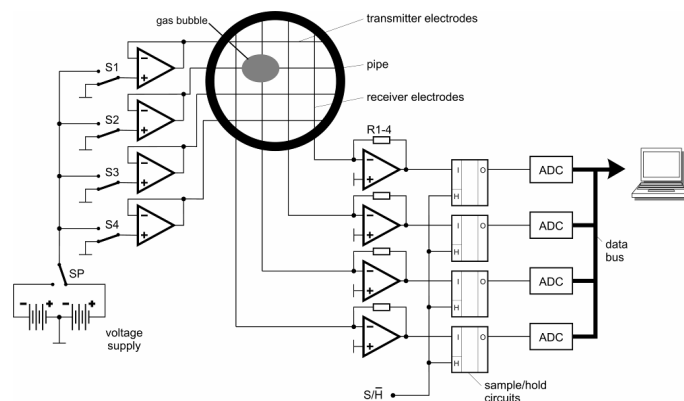 gas bubble
transmitter electrodes
pipe
receiver electrodes
S1
S2
S3
S4
SP
voltage
supply
R1-4
I
O
H
ADC
I
O
H
ADC
I
O
H
ADC
I
O
H
ADC
data
bus
sample/hold
circuits
S/H̅